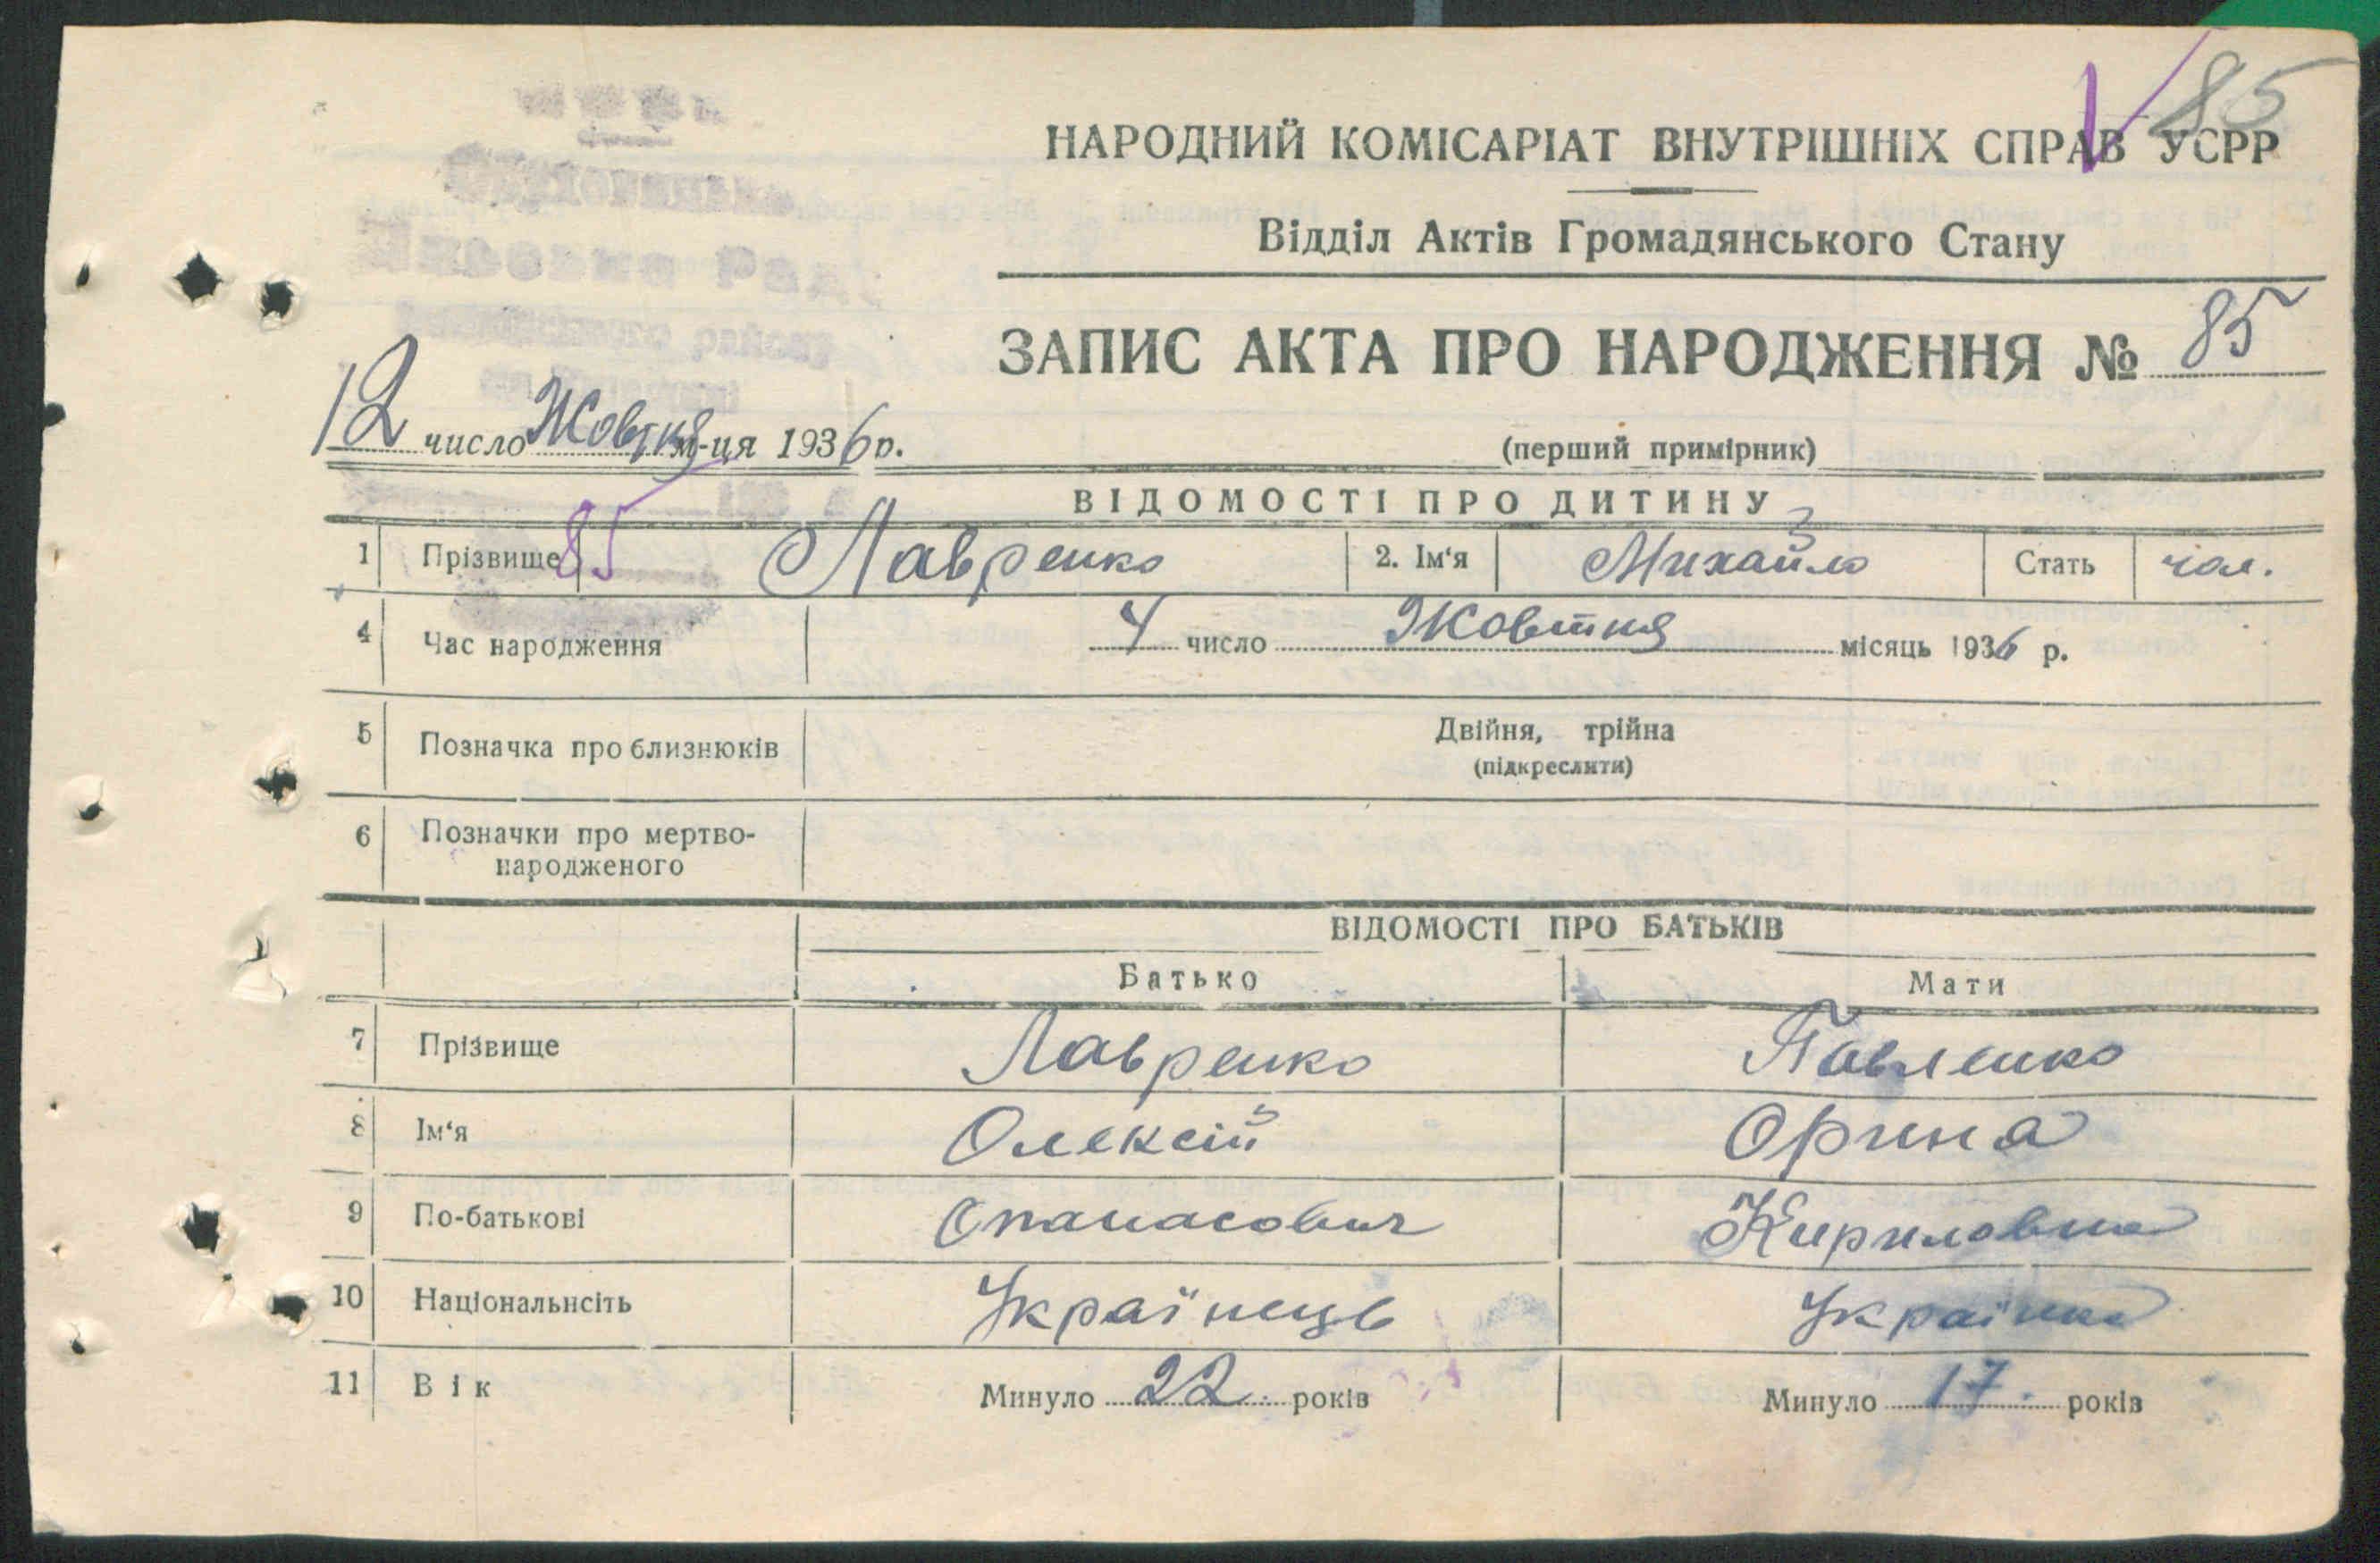 85
НАРОДНИЙ КОМІСАРІАТ ВНУТРІШНІХ СПРАВ УСРР
Відділ Актів Громадянського Стану
ЗАПИС АКТА ПРО НАРОДЖЕННЯ № 85
12 число Жовтня м-ця 1936 р.
(перший примірник)
ВІДОМОСТІ ПРО ДИТИНУ
1 Прізвище 85 Лавренко 2. Ім‘я Михайло Стать чол.
4 Час народження 4 число Жовтня місяць 1936 р.
5 Позначка про близнюків Двійня, трійна
(підкреслити)
6 Позначки про мертво-
народженого
ВІДОМОСТІ ПРО БАТЬКІВ
Батько Мати
7 Прізвище Лавренко Павленко
8 Ім‘я Олексій Орина
9 По-батькові Опанасович Кириловна
10 Національнсіть Українець Українка
11 Вік Минуло 22 років Минуло 17 років